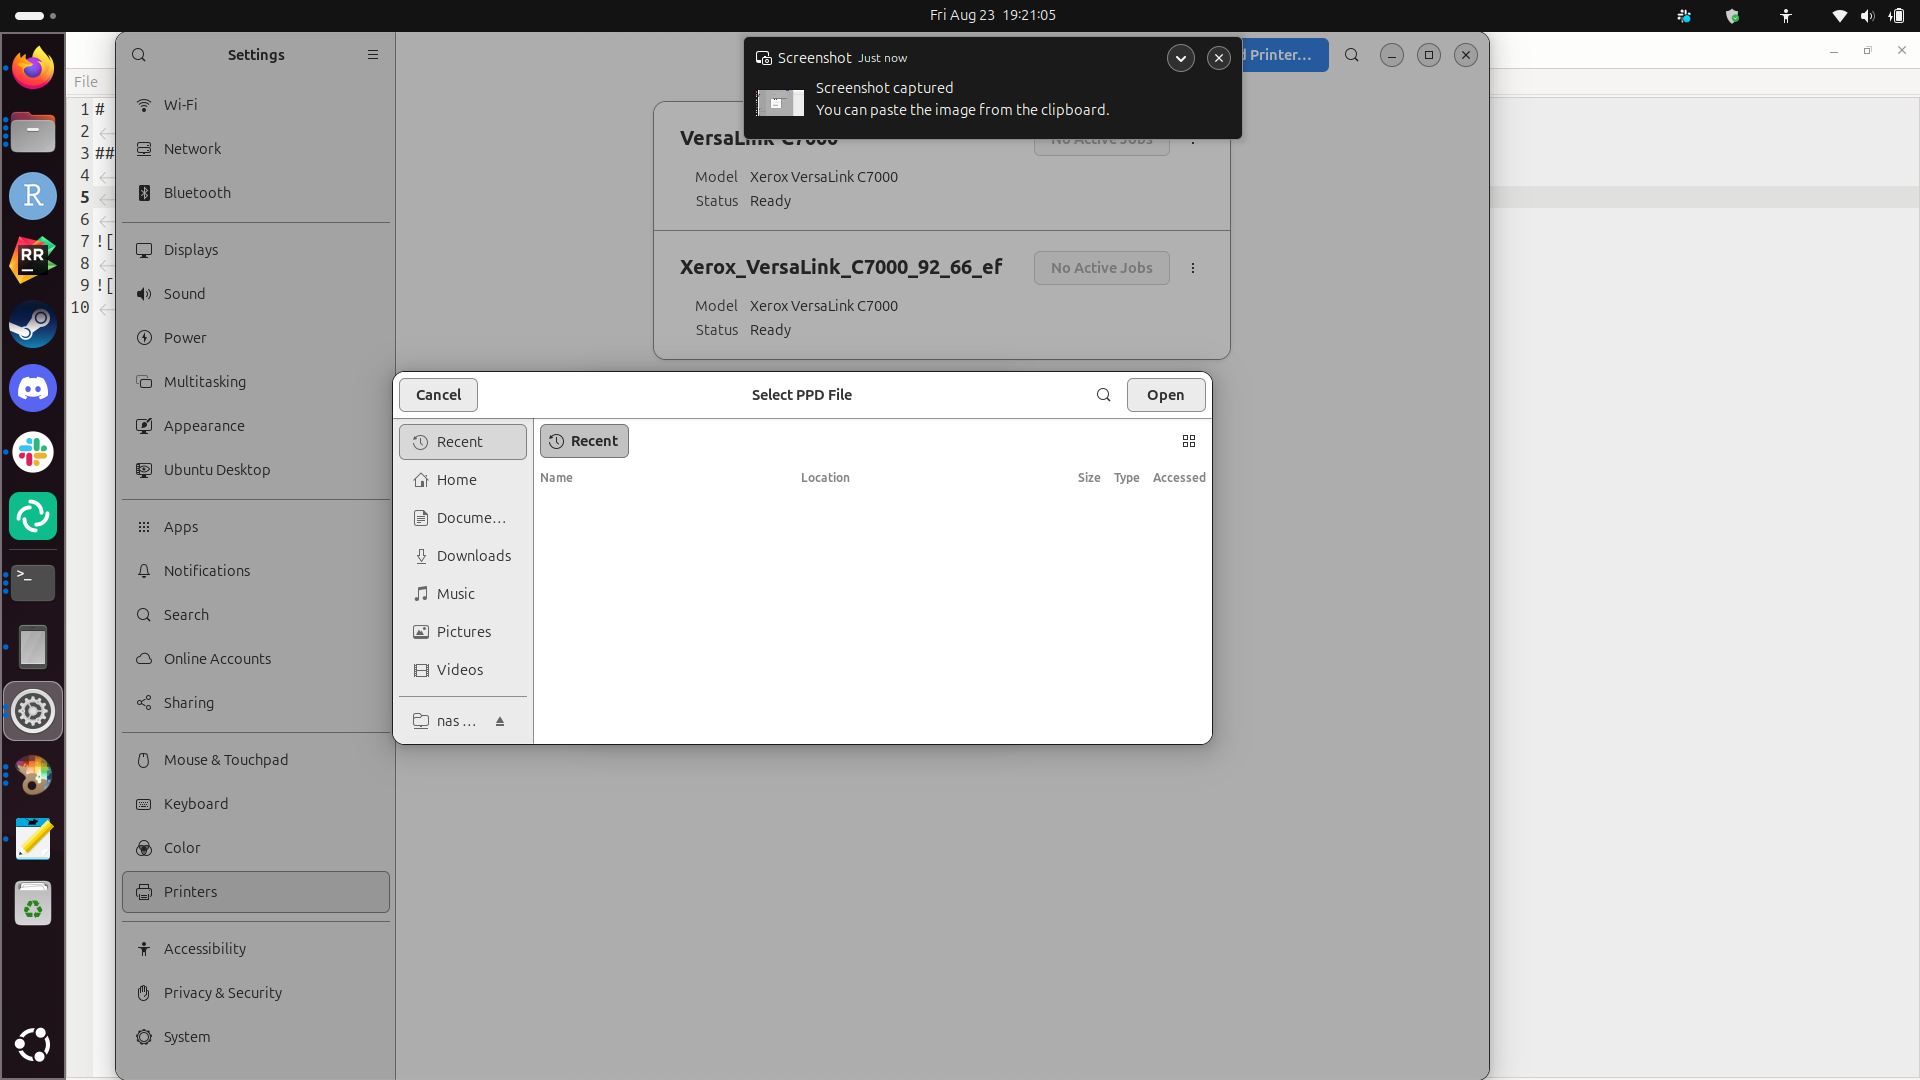 Fri Aug 23 19:21:05
Settings
d Printer...
Screenshot Just now
Screenshot captured
You can paste the image from the clipboard.
File
1 #
2
3 ##
4
5
6
7 ![
8
9 ![
10
Wi-Fi
Network
Bluetooth
Displays
Sound
Power
Multitasking
Appearance
Ubuntu Desktop
Apps
Notifications
Search
Online Accounts
Sharing
Mouse & Touchpad
Keyboard
Color
Printers
Accessibility
Privacy & Security
System
VersaLink C7000
No Active Jobs
Model Xerox VersaLink C7000
Status Ready
Xerox_VersaLink_C7000_92_66_ef
No Active Jobs
Model Xerox VersaLink C7000
Status Ready
Cancel
Select PPD File
Open
Recent
Home
Docume...
Downloads
Music
Pictures
Videos
nas ...
Recent
Name Location Size Type Accessed
R
RR
>_